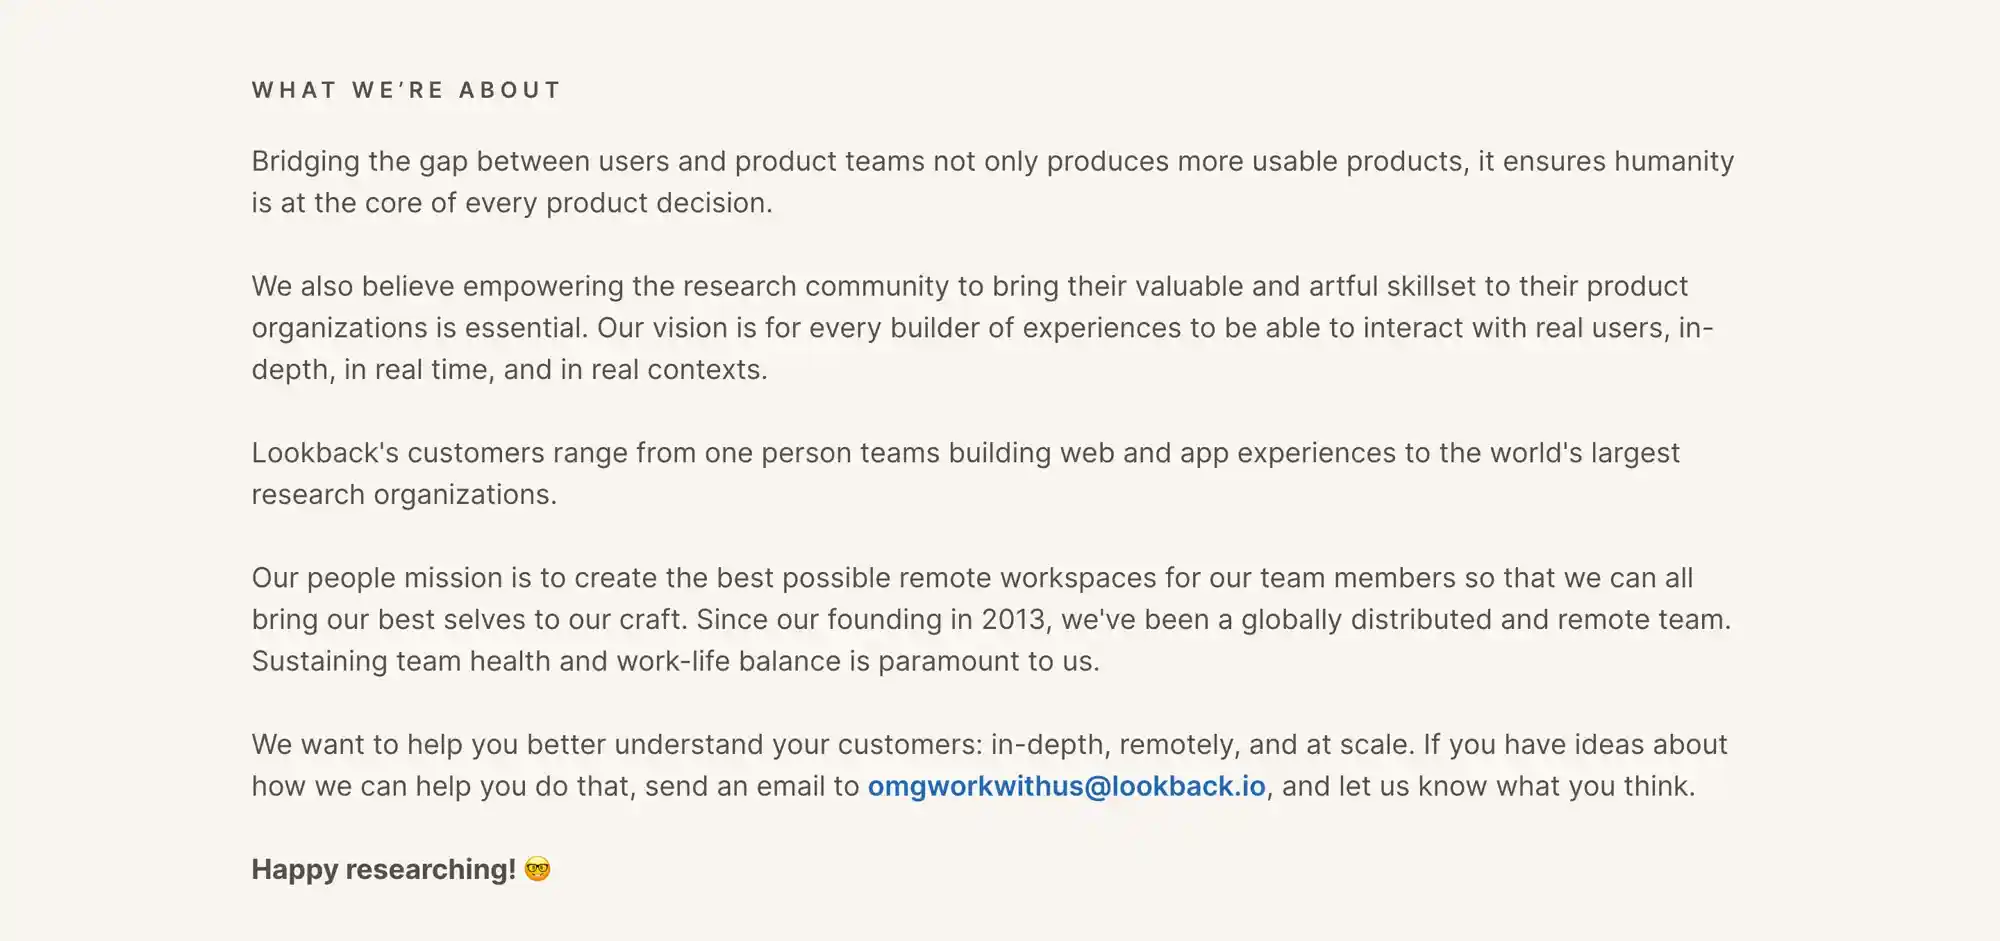 WHAT WE’RE ABOUT
Bridging the gap between users and product teams not only produces more usable products, it ensures humanity
is at the core of every product decision.
We also believe empowering the research community to bring their valuable and artful skillset to their product
organizations is essential. Our vision is for every builder of experiences to be able to interact with real users, in-
depth, in real time, and in real contexts.
Lookback's customers range from one person teams building web and app experiences to the world's largest
research organizations.
Our people mission is to create the best possible remote workspaces for our team members so that we can all
bring our best selves to our craft. Since our founding in 2013, we've been a globally distributed and remote team.
Sustaining team health and work-life balance is paramount to us.
We want to help you better understand your customers: in-depth, remotely, and at scale. If you have ideas about
how we can help you do that, send an email to omgworkwithus@lookback.io, and let us know what you think.
Happy researching! 🤓